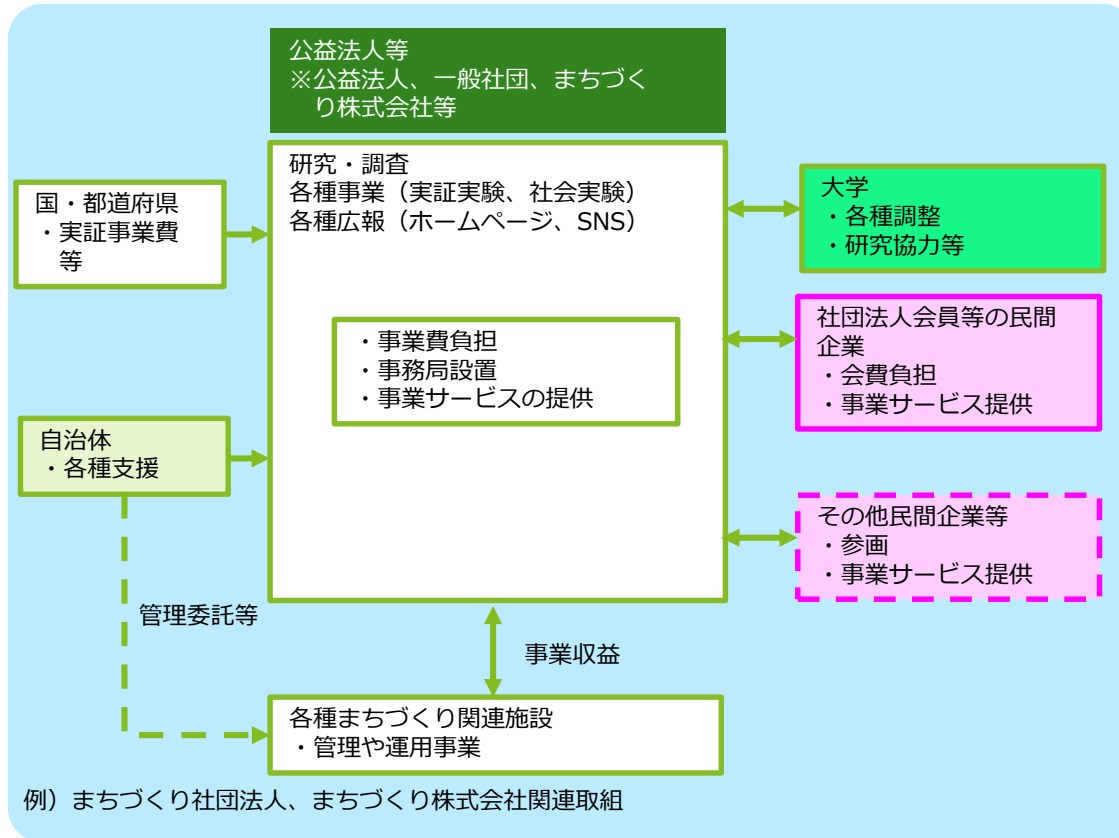 公益法人等
※公益法人、一般社団、まちづく
り株式会社等
研究・調査
各種事業（実証実験、社会実験）
各種広報（ホームページ、SNS）
国・都道府県
・実証事業費
等
大学
・各種調整
・研究協力等
社団法人会員等の民間
企業
・会費負担
・事業サービス提供
・事業費負担
・事務局設置
・事業サービスの提供
自治体
・各種支援
その他民間企業等
・参画
・事業サービス提供
管理委託等
事業収益
各種まちづくり関連施設
・管理や運用事業
例）まちづくり社団法人、まちづくり株式会社関連取組